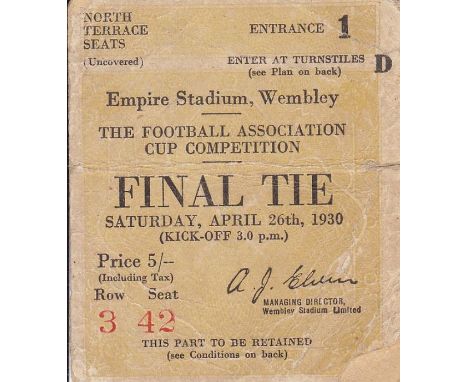 NORTH
TERRACE
SEATS
(Uncovered)
ENTRANCE 1
ENTER AT TURNSTILES D
(see Plan on back)
Empire Stadium, Wembley
THE FOOTBALL ASSOCIATION
CUP COMPETITION
FINAL TIE
SATURDAY, APRIL 26th, 1930
(KICK-OFF 3.0 p.m.)
Price 5/--
(Including Tax)
Row Seat
3 42
A. J. Elvin
MANAGING DIRECTOR,
Wembley Stadium Limited
THIS PART TO BE RETAINED
(see Conditions on back)